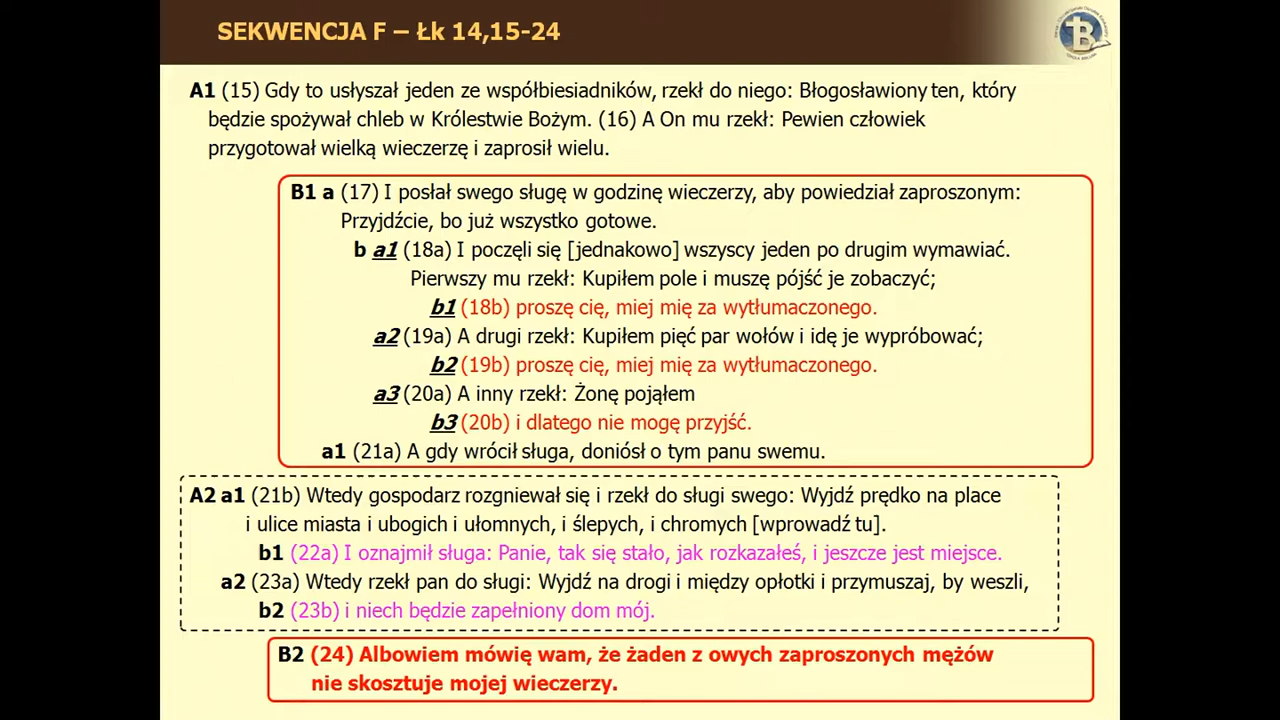 SEKWENCJA F – Łk 14,15-24
A1 (15) Gdy to usłyszał jeden ze współbiesiadników, rzekł do niego: Błogosławiony ten, który
będzie spożywał chleb w Królestwie Bożym. (16) A On mu rzekł: Pewien człowiek
przygotował wielką wieczerzę i zaprosił wielu.
B1 a (17) I posłał swego sługę w godzinę wieczerzy, aby powiedział zaproszonym:
Przyjdźcie, bo już wszystko gotowe.
b a1 (18a) I poczęli się [jednakowo] wszyscy jeden po drugim wymawiać.
Pierwszy mu rzekł: Kupiłem pole i muszę pójść je zobaczyć;
b1 (18b) proszę cię, miej mię za wytłumaczonego.
a2 (19a) A drugi rzekł: Kupiłem pięć par wołów i idę je wypróbować;
b2 (19b) proszę cię, miej mię za wytłumaczonego.
a3 (20a) A inny rzekł: Żonę pojąłem
b3 (20b) i dlatego nie mogę przyjść.
a1 (21a) A gdy wrócił sługa, doniósł o tym panu swemu.
A2 a1 (21b) Wtedy gospodarz rozgniewał się i rzekł do sługi swego: Wyjdź prędko na place
i ulice miasta i ubogich i ułomnych, i ślepych, i chromych [wprowadź tu].
b1 (22a) I oznajmił sługa: Panie, tak się stało, jak rozkazałeś, i jeszcze jest miejsce.
a2 (23a) Wtedy rzekł pan do sługi: Wyjdź na drogi i między opłotki i przymuszaj, by weszli,
b2 (23b) i niech będzie zapełniony dom mój.
B2 (24) Albowiem mówię wam, że żaden z owych zaproszonych mężów
nie skosztuje mojej wieczerzy.